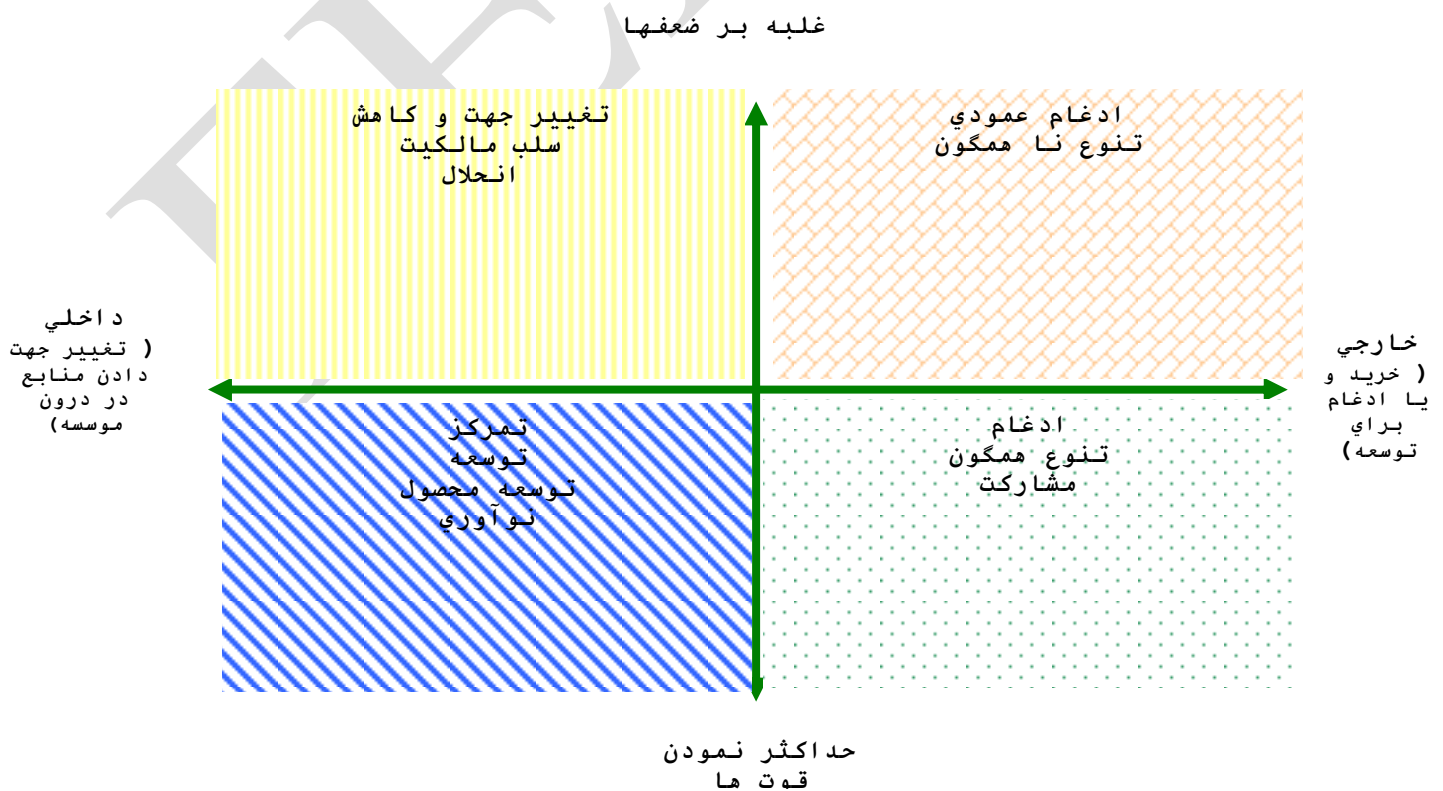 غلبه بر ضعفها
ادغام عمودي
تنوع نا همگون
تغيير جهت و كاهش
سلب مالكيت
انحلال
خارجي
( خريد و
يا ادغام
براي
توسعه)
داخلي
( تغيير جهت
دادن منابع
در درون
موسسه)
ادغام
تنوع همگون
مشاركت
تمركز
توسعه
توسعه محصول
نوآوري
حداكثر نمودن
قوت ها